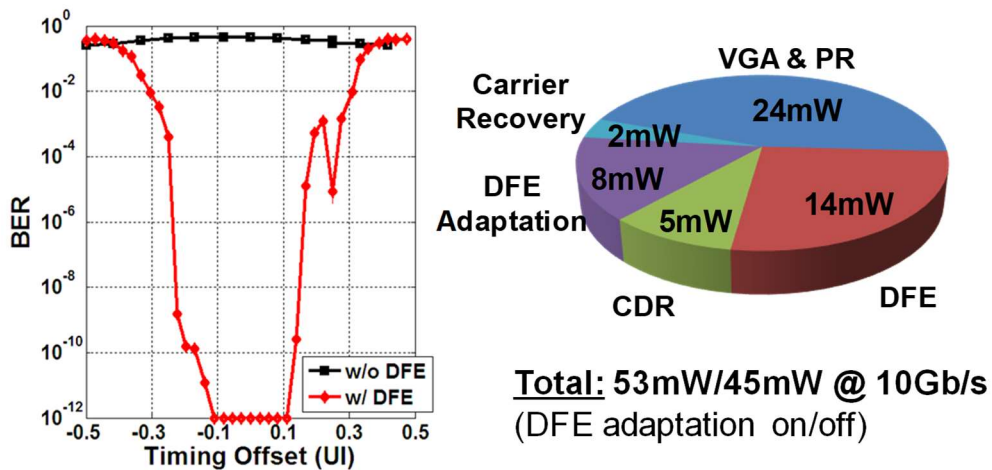 10^0
10^-2
10^-4
10^-6
10^-8
10^-10
10^-12
BER
-0.5 -0.3 -0.1 0.1 0.3 0.5
Timing Offset (UI)
w/o DFE
w/ DFE
VGA & PR
24mW
Carrier
Recovery
2mW
DFE
Adaptation
8mW
5mW
14mW
CDR
DFE
Total: 53mW/45mW @ 10Gb/s
(DFE adaptation on/off)